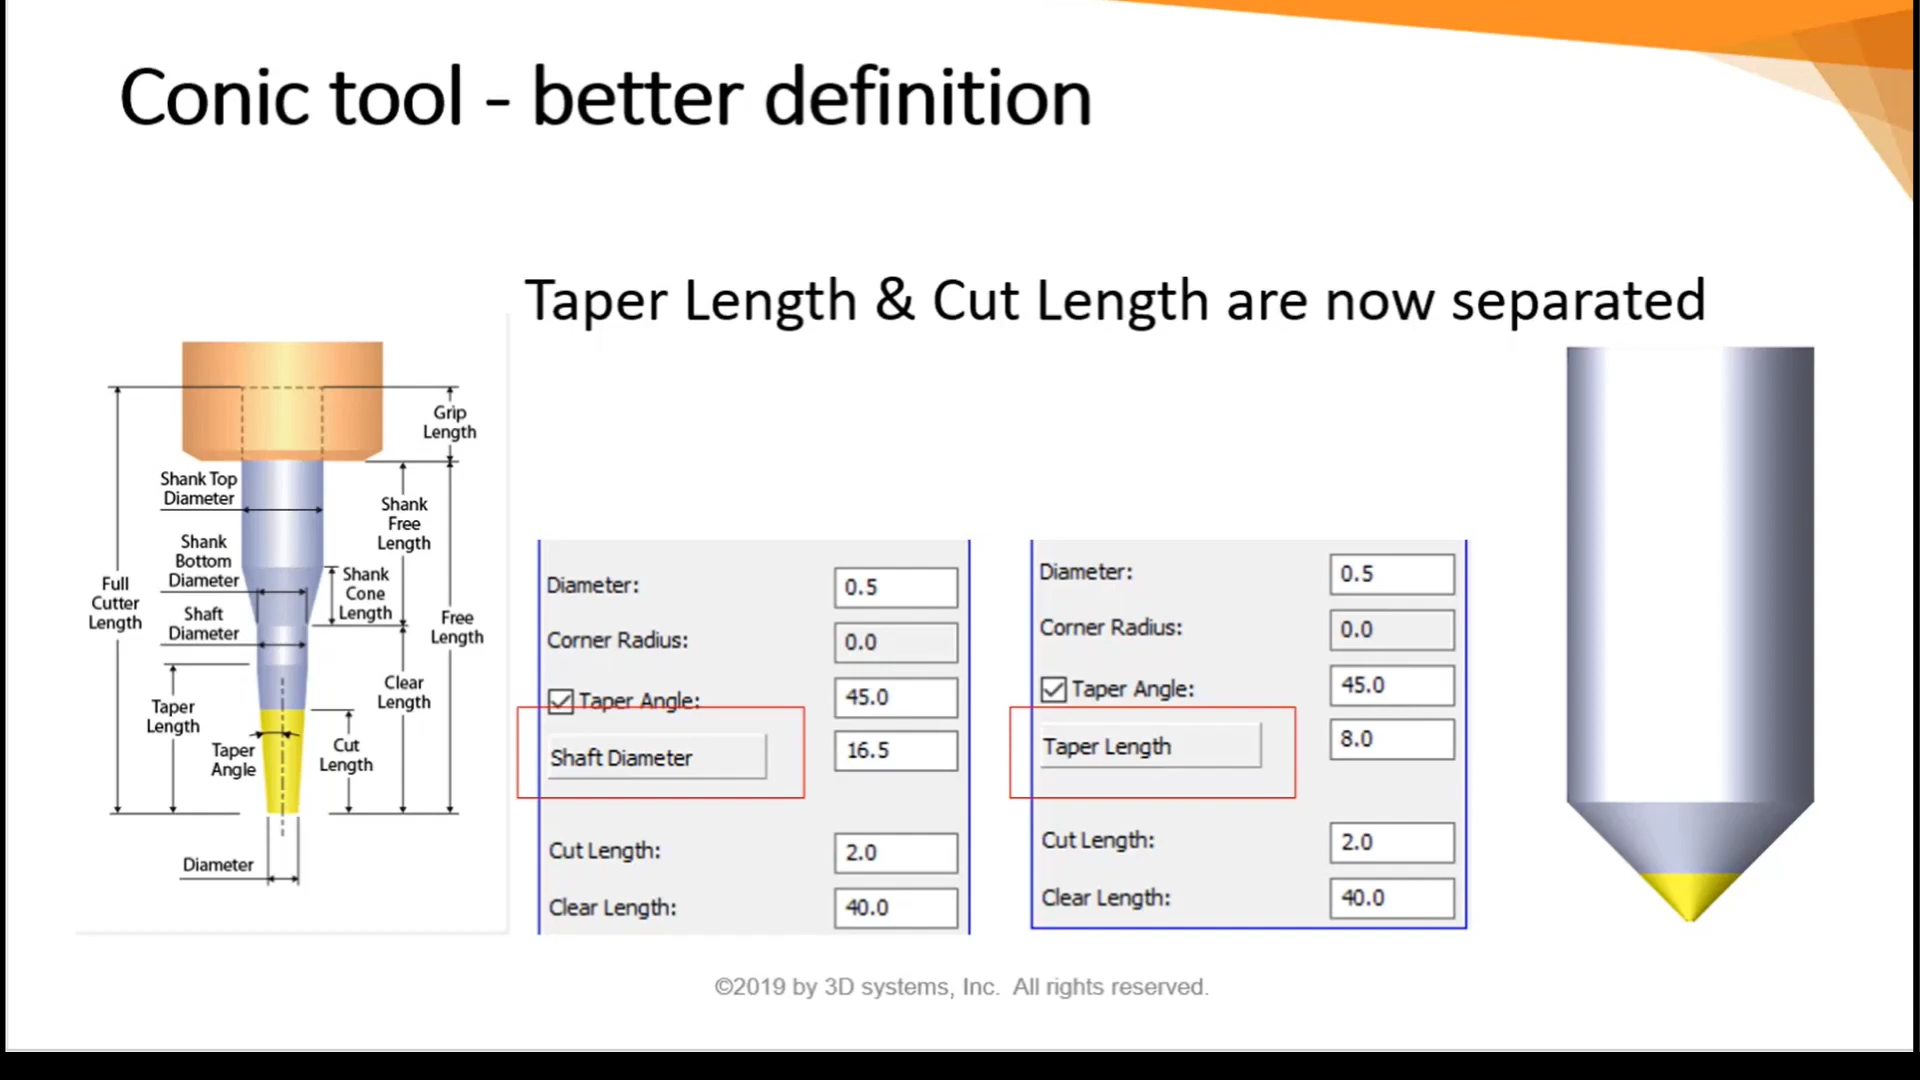 Conic tool - better definition
Taper Length & Cut Length are now separated
Grip
Length
Shank Top
Diameter
Shank
Free
Length
Shank
Bottom
Diameter
Shank
Cone
Length
Full
Cutter
Length
Shaft
Diameter
Free
Length
Clear
Length
Taper
Length
Taper
Angle
Cut
Length
Diameter
Diameter: 0.5
Corner Radius: 0.0
Taper Angle: 45.0
Shaft Diameter 16.5
Cut Length: 2.0
Clear Length: 40.0
Diameter: 0.5
Corner Radius: 0.0
Taper Angle: 45.0
Taper Length 8.0
Cut Length: 2.0
Clear Length: 40.0
©2019 by 3D systems, Inc. All rights reserved.